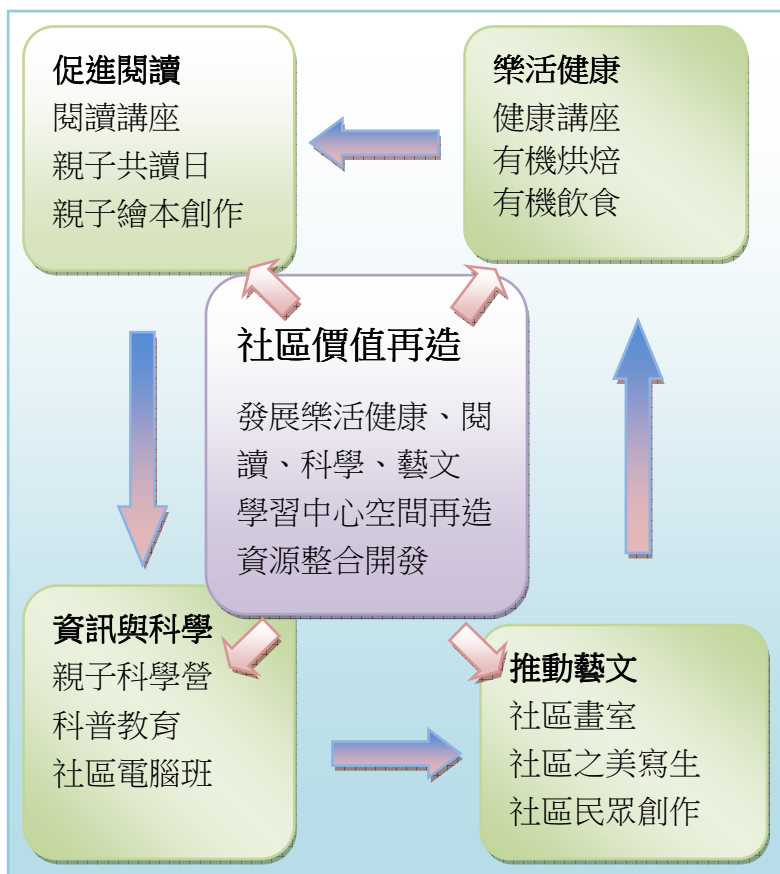 促進閱讀
閱讀講座
親子共讀日
親子繪本創作
樂活健康
健康講座
有機烘焙
有機飲食
社區價值再造
發展樂活健康、閱
讀、科學、藝文
學習中心空間再造
資源整合開發
資訊與科學
親子科學營
科普教育
社區電腦班
推動藝文
社區畫室
社區之美寫生
社區民眾創作